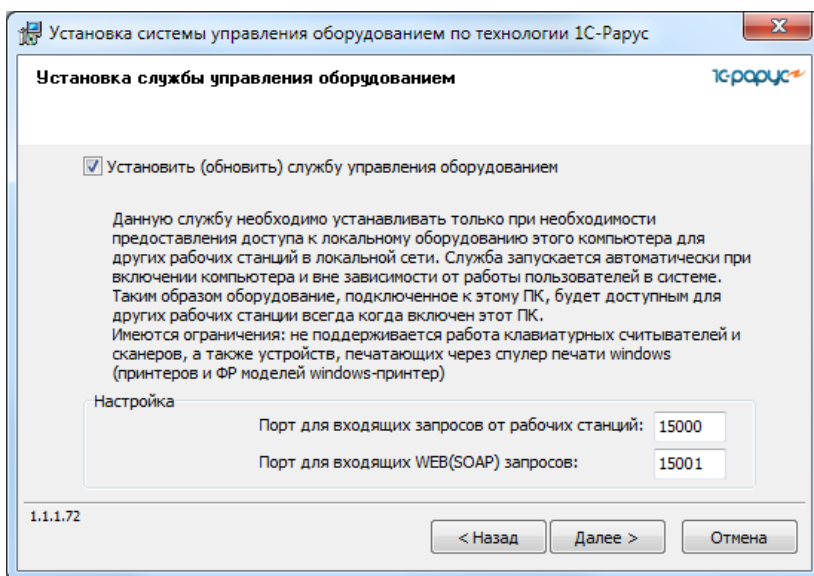 Установка системы управления оборудованием по технологии 1С-Рарус
Установка службы управления оборудованием
1С·рарус
Установить (обновить) службу управления оборудованием
Данную службу необходимо устанавливать только при необходимости
предоставления доступа к локальному оборудованию этого компьютера для
других рабочих станций в локальной сети. Служба запускается автоматически при
включении компьютера и вне зависимости от работы пользователей в системе.
Таким образом оборудование, подключенное к этому ПК, будет доступным для
других рабочих станции всегда когда включен этот ПК.
Имеются ограничения: не поддерживается работа клавиатурных считывателей и
сканеров, а также устройств, печатающих через спулер печати windows
(принтеров и ФР моделей windows-принтер)
Настройка
Порт для входящих запросов от рабочих станций: 15000
Порт для входящих WEB(SOAP) запросов: 15001
1.1.1.72
< Назад Далее > Отмена